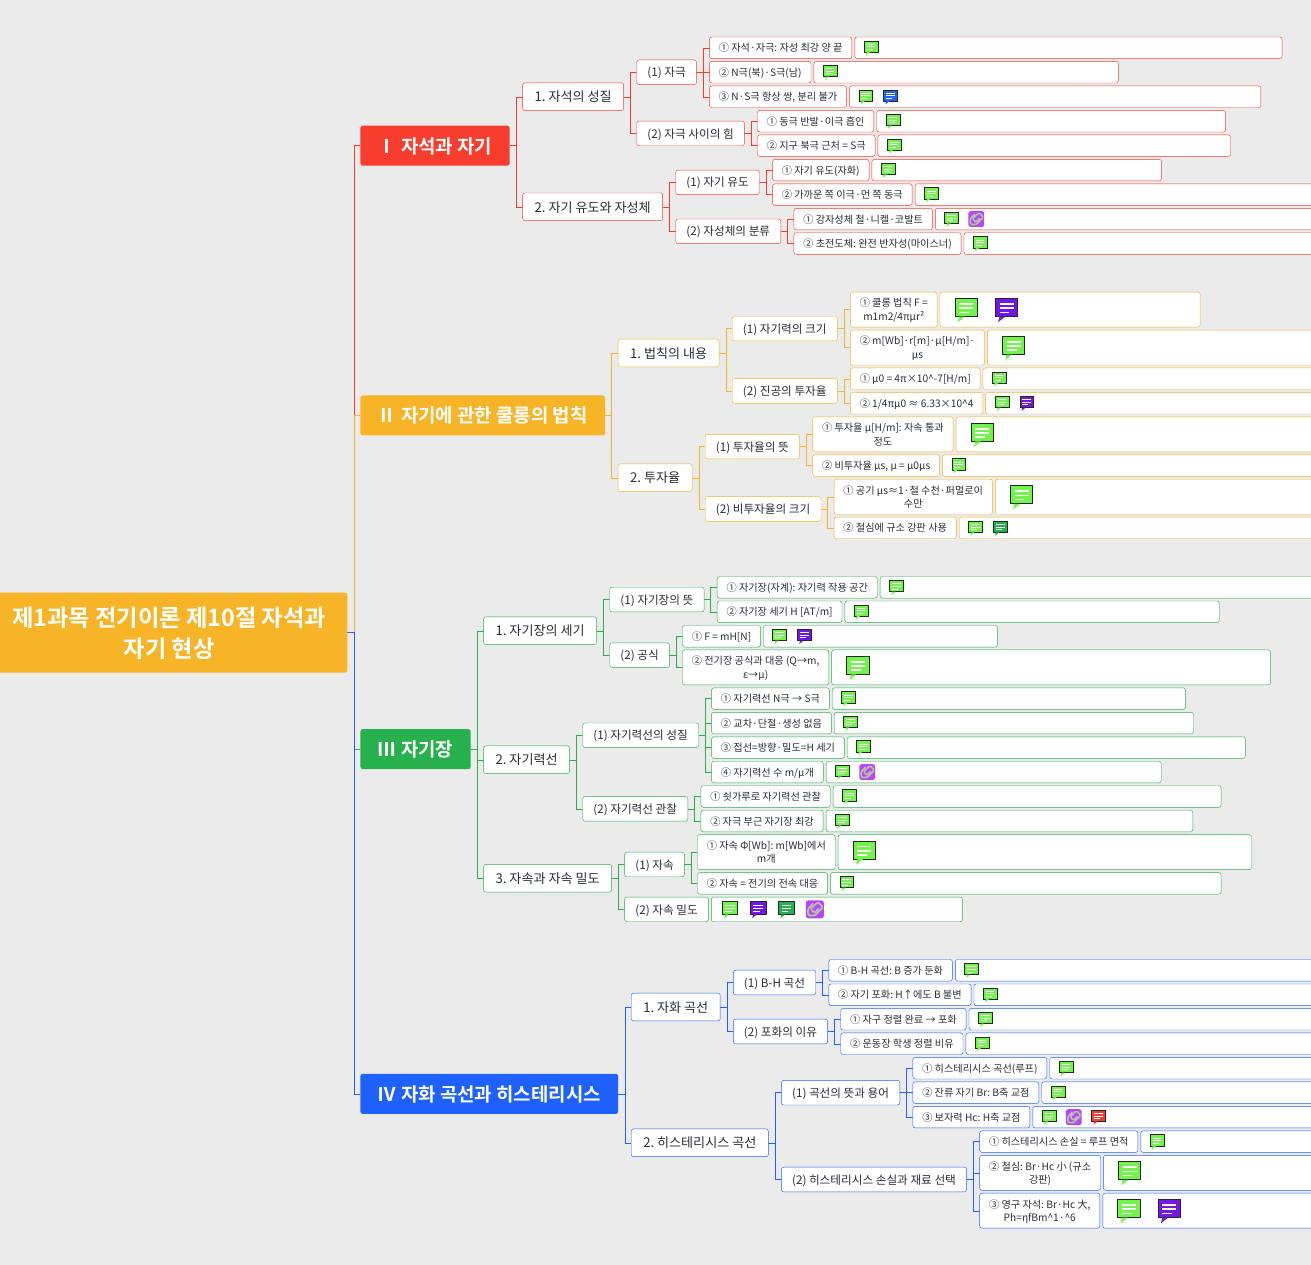 제1과목 전기이론 제10절 자석과
자기 현상
Ⅰ 자석과 자기
1. 자석의 성질
(1) 자극
① 자석·자극: 자성 최강 양 끝
② N극(북)·S극(남)
③ N·S극 항상 쌍, 분리 불가
(2) 자극 사이의 힘
① 동극 반발·이극 흡인
② 지구 북극 근처 = S극
2. 자기 유도와 자성체
(1) 자기 유도
① 자기 유도(자화)
② 가까운 쪽 이극·먼 쪽 동극
(2) 자성체의 분류
① 강자성체 철·니켈·코발트
② 초전도체: 완전 반자성(마이스너)
Ⅱ 자기에 관한 쿨롱의 법칙
1. 법칙의 내용
(1) 자기력의 크기
① 쿨롱 법칙 F =
m1m2/4πμr²
② m[Wb]·r[m]·μ[H/m]·
μs
(2) 진공의 투자율
① μ0 = 4π×10^-7[H/m]
② 1/4πμ0 ≈ 6.33×10^4
2. 투자율
(1) 투자율의 뜻
① 투자율 μ[H/m]: 자속 통과
정도
② 비투자율 μs, μ = μ0μs
(2) 비투자율의 크기
① 공기 μs≈1·철 수천·퍼멀로이
수만
② 철심에 규소 강판 사용
Ⅲ 자기장
1. 자기장의 세기
(1) 자기장의 뜻
① 자기장(자계): 자기력 작용 공간
② 자기장 세기 H [AT/m]
(2) 공식
① F = mH[N]
② 전기장 공식과 대응 (Q→m,
ε→μ)
2. 자기력선
(1) 자기력선의 성질
① 자기력선 N극 → S극
② 교차·단절·생성 없음
③ 접선=방향·밀도=H 세기
④ 자기력선 수 m/μ개
(2) 자기력선 관찰
① 쇳가루로 자기력선 관찰
② 자극 부근 자기장 최강
3. 자속과 자속 밀도
(1) 자속
① 자속 Φ[Wb]: m[Wb]에서
m개
② 자속 = 전기의 전속 대응
(2) 자속 밀도
Ⅳ 자화 곡선과 히스테리시스
1. 자화 곡선
(1) B-H 곡선
① B-H 곡선: B 증가 둔화
② 자기 포화: H↑에도 B 불변
(2) 포화의 이유
① 자구 정렬 완료 → 포화
② 운동장 학생 정렬 비유
2. 히스테리시스 곡선
(1) 곡선의 뜻과 용어
① 히스테리시스 곡선(루프)
② 잔류 자기 Br: B축 교점
③ 보자력 Hc: H축 교점
(2) 히스테리시스 손실과 재료 선택
① 히스테리시스 손실 = 루프 면적
② 철심: Br·Hc 小 (규소
강판)
③ 영구 자석: Br·Hc 大,
Ph=ηfBm^1·^6